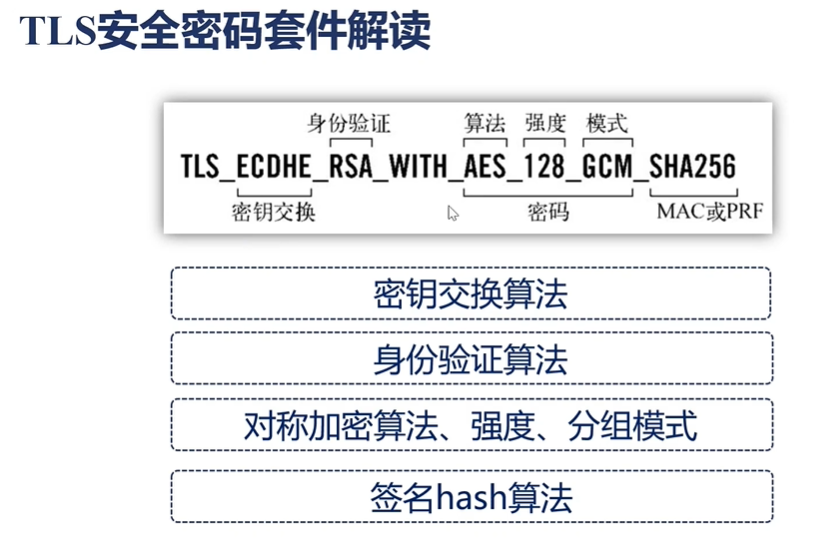 TLS安全密码套件解读
身份验证 算法 强度 模式
TLS_ECDHE_RSA_WITH_AES_128_GCM_SHA256
密钥交换 密码 MAC或PRF
密钥交换算法
身份验证算法
对称加密算法、强度、分组模式
签名hash算法